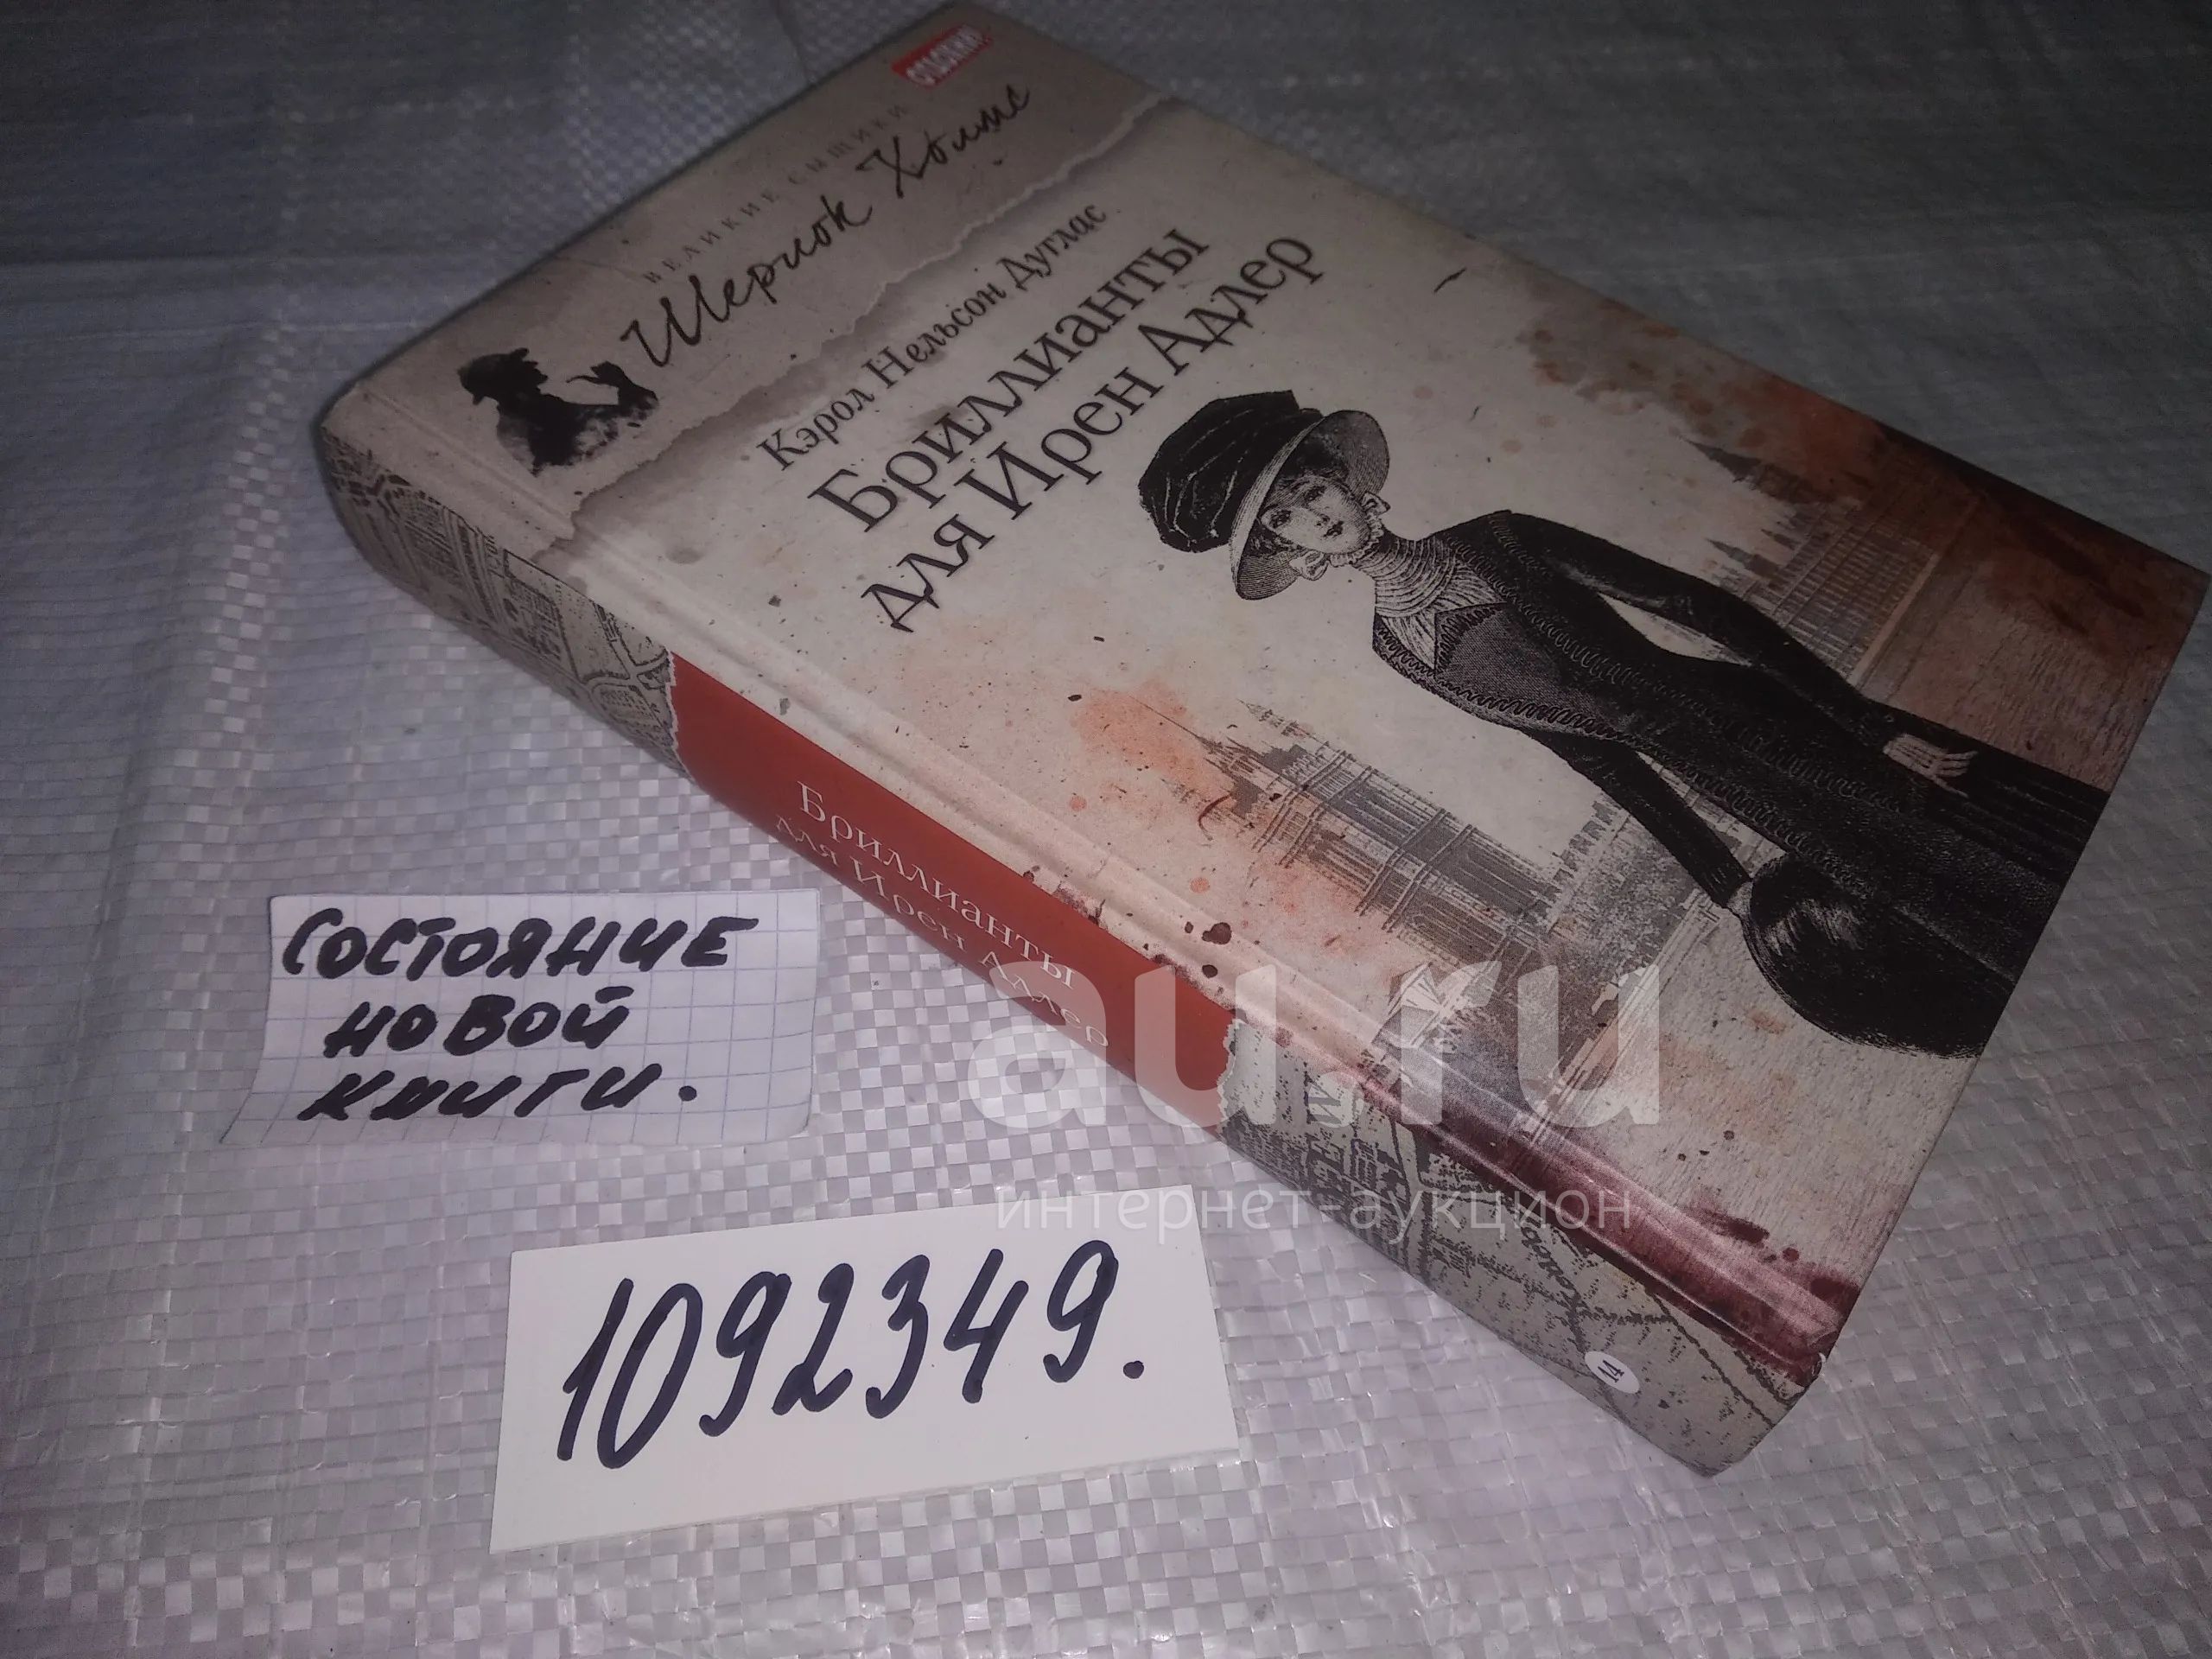 ВЕЛИКИЕ СЫЩИКИ
Шерлок Холмс
Кэрол Нельсон Дуглас
Бриллианты
для Ирен Адлер
Бриллианты
для Ирен Адлер
СОСТОЯНИЕ
НОВОЙ
КНИГИ.
1092349.
au.ru
интернет-аукцион